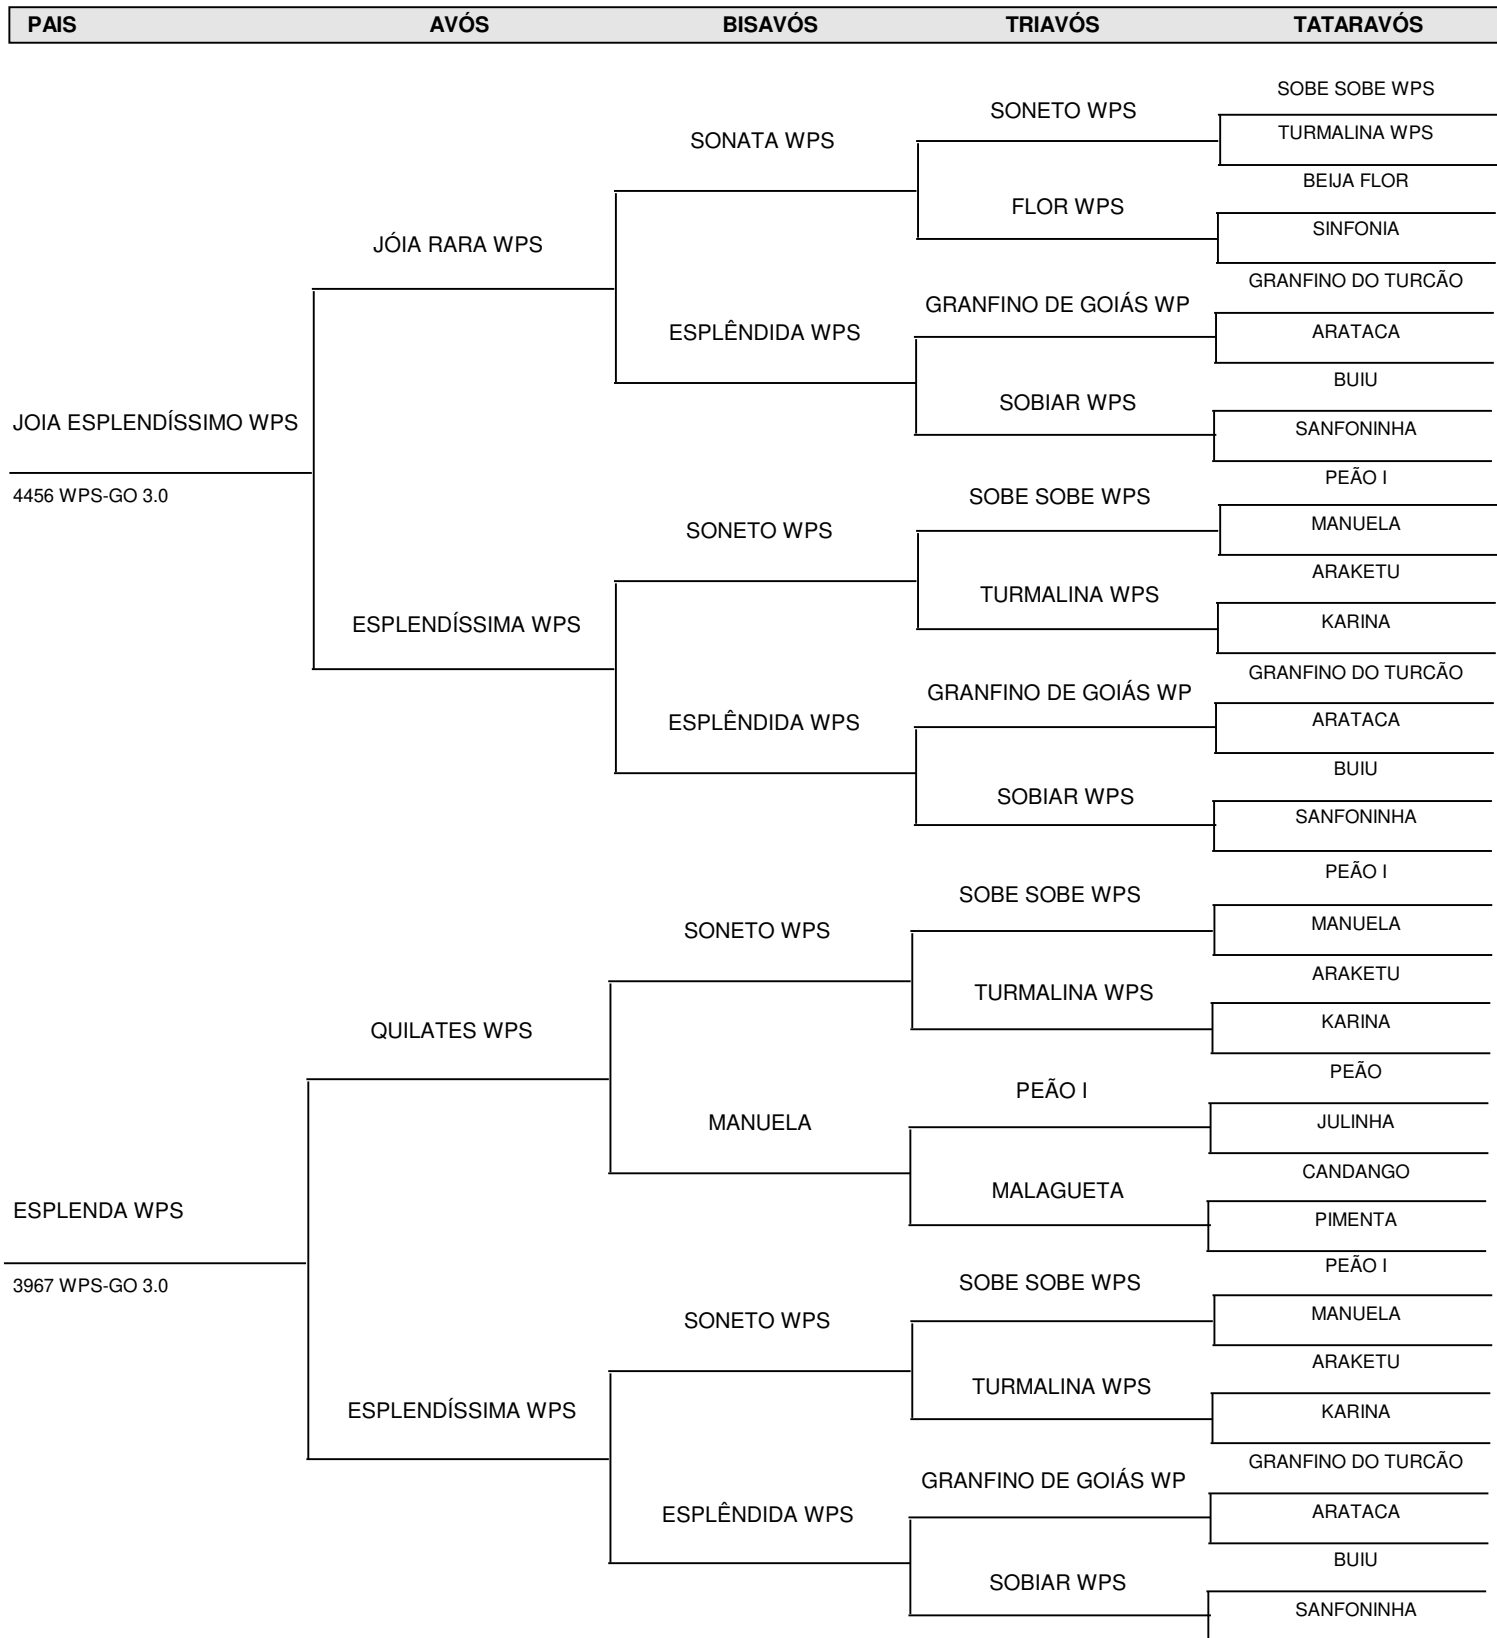 PAIS AVÓS BISAVÓS TRIAVÓS TATARAVÓS
SOBE SOBE WPS
SONETO WPS
TURMALINA WPS
SONATA WPS
BEIJA FLOR
FLOR WPS
SINFONIA
JÓIA RARA WPS
GRANFINO DO TURCÃO
GRANFINO DE GOIÁS WP
ARATACA
ESPLÊNDIDA WPS
BUIU
SOBIAR WPS
SANFONINHA
JOIA ESPLENDÍSSIMO WPS
4456 WPS-GO 3.0
PEÃO I
SOBE SOBE WPS
MANUELA
SONETO WPS
ARAKETU
TURMALINA WPS
KARINA
ESPLENDÍSSIMA WPS
GRANFINO DO TURCÃO
GRANFINO DE GOIÁS WP
ARATACA
ESPLÊNDIDA WPS
BUIU
SOBIAR WPS
SANFONINHA
PEÃO I
SOBE SOBE WPS
MANUELA
SONETO WPS
ARAKETU
TURMALINA WPS
KARINA
QUILATES WPS
PEÃO
PEÃO I
JULINHA
MANUELA
CANDANGO
MALAGUETA
PIMENTA
ESPLENDA WPS
3967 WPS-GO 3.0
PEÃO I
SOBE SOBE WPS
MANUELA
SONETO WPS
ARAKETU
TURMALINA WPS
KARINA
ESPLENDÍSSIMA WPS
GRANFINO DO TURCÃO
GRANFINO DE GOIÁS WP
ARATACA
ESPLÊNDIDA WPS
BUIU
SOBIAR WPS
SANFONINHA